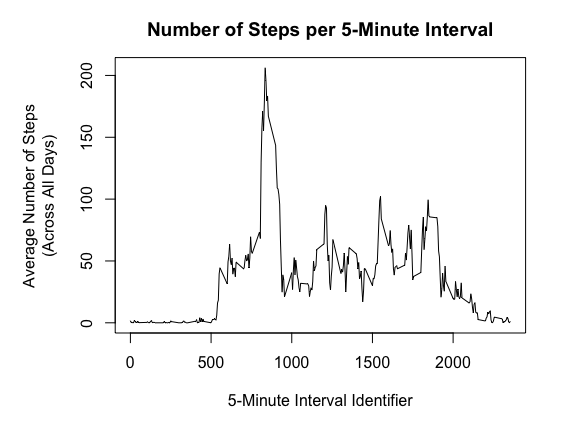 Number of Steps per 5-Minute Interval
Average Number of Steps
(Across All Days)
200
150
100
50
0
0 500 1000 1500 2000
5-Minute Interval Identifier